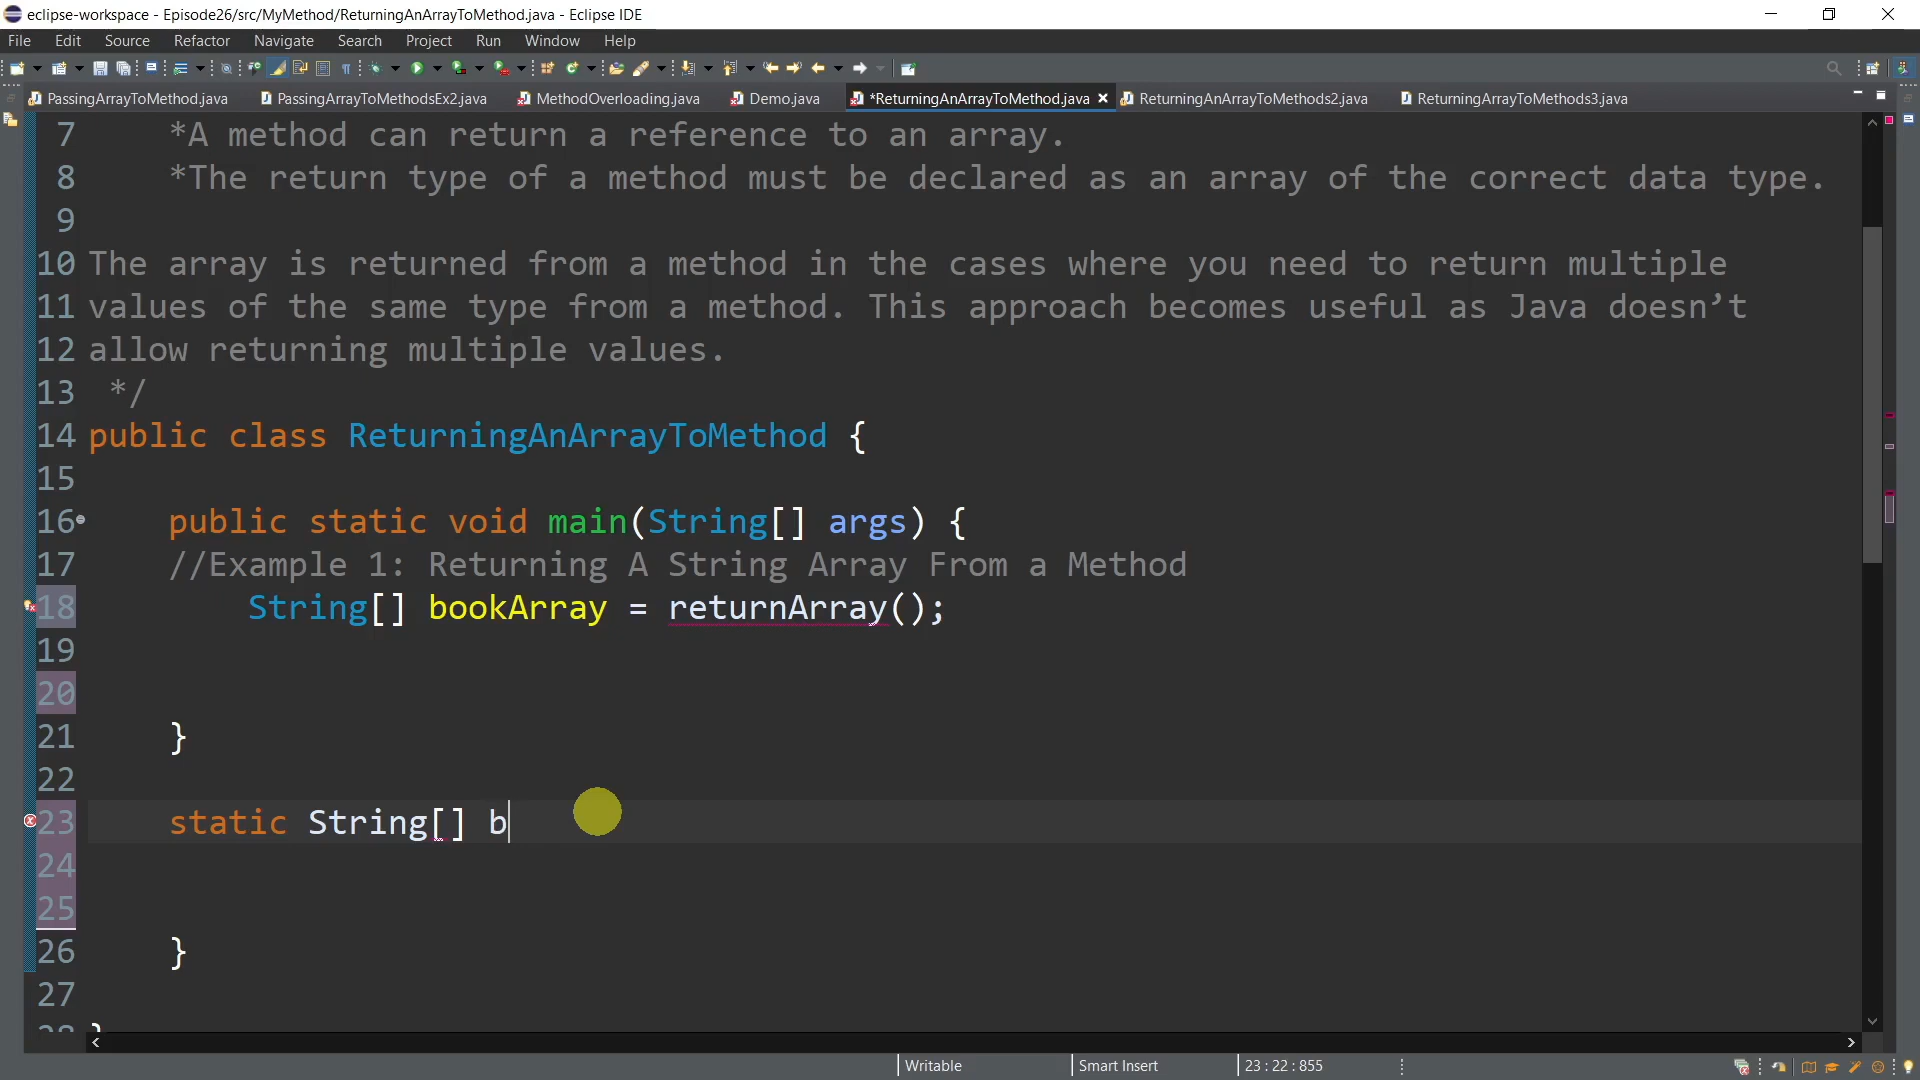 eclipse-workspace - Episode26/src/MyMethod/ReturningAnArrayToMethod.java - Eclipse IDE
File Edit Source Refactor Navigate Search Project Run Window Help
PassingArrayToMethod.java PassingArrayToMethodsEx2.java MethodOverloading.java Demo.java *ReturningAnArrayToMethod.java ReturningAnArrayToMethods2.java ReturningArrayToMethods3.java
7 *A method can return a reference to an array.
8 *The return type of a method must be declared as an array of the correct data type.
9
10 The array is returned from a method in the cases where you need to return multiple
11 values of the same type from a method. This approach becomes useful as Java doesn’t
12 allow returning multiple values.
13 */
14 public class ReturningAnArrayToMethod {
15
16 public static void main(String[] args) {
17 //Example 1: Returning A String Array From a Method
18 String[] bookArray = returnArray();
19
20
21 }
22
23 static String[] b
24
25
26 }
27
28 }
Writable Smart Insert 23 : 22 : 855